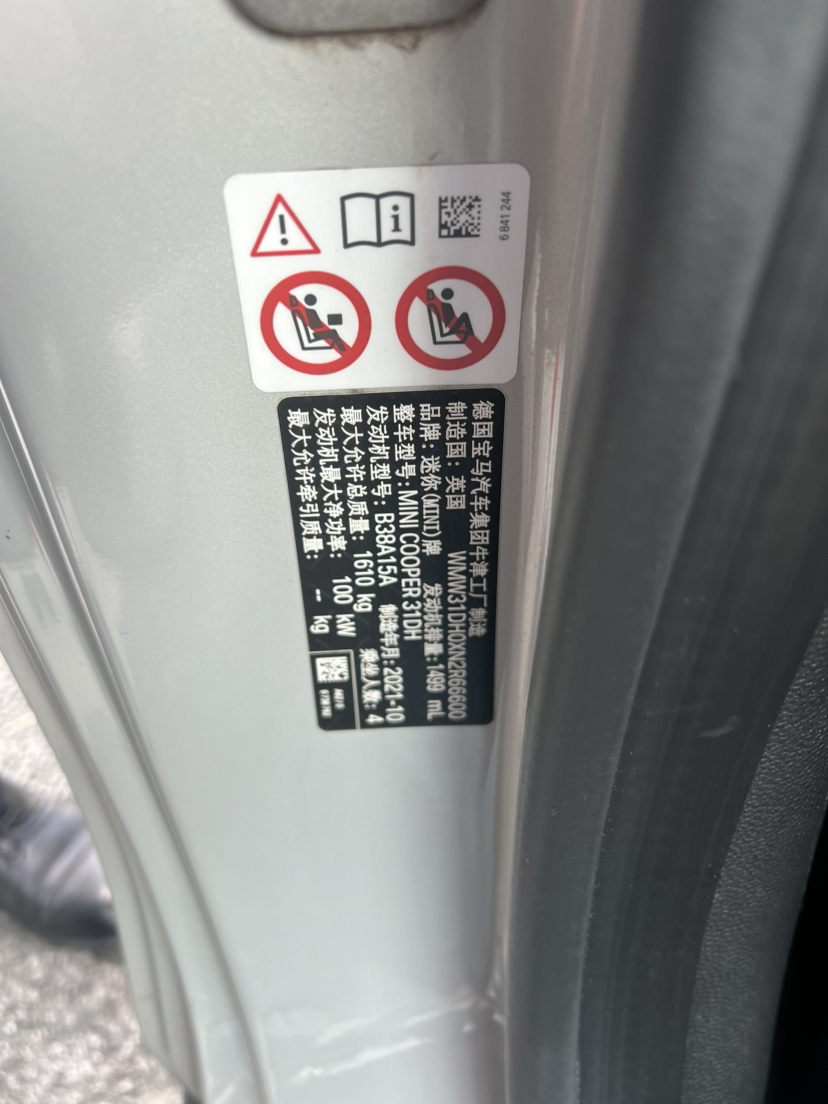 6 841 244
德国宝马汽车集团牛津工厂制造
制造国：英国 WMW31DH0XN2R66600
品牌：迷你(MINI)牌 发动机排量：1499 mL
整车型号：MINI COOPER 31DH
发动机型号：B38A15A 制造年月：2021-10
最大允许总质量：1610 kg 乘坐人数：4
发动机最大净功率：100 kW
最大允许牵引质量：-- kg